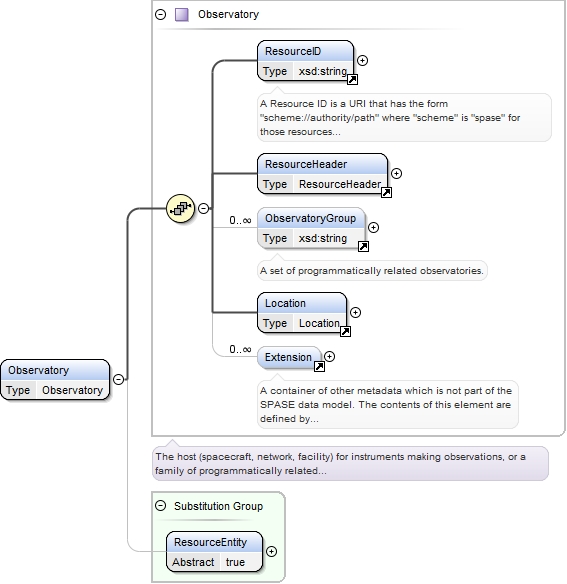 Observatory
ResourceID
Type xsd:string
A Resource ID is a URI that has the form
"scheme://authority/path" where "scheme" is "spase" for
those resources...
ResourceHeader
Type ResourceHeader
0..∞
ObservatoryGroup
Type xsd:string
A set of programmatically related observatories.
Location
Type Location
0..∞
Extension
A container of other metadata which is not part of the
SPASE data model. The contents of this element are
defined by...
Observatory
Type Observatory
The host (spacecraft, network, facility) for instruments making observations, or a
family of programmatically related...
Substitution Group
ResourceEntity
Abstract true